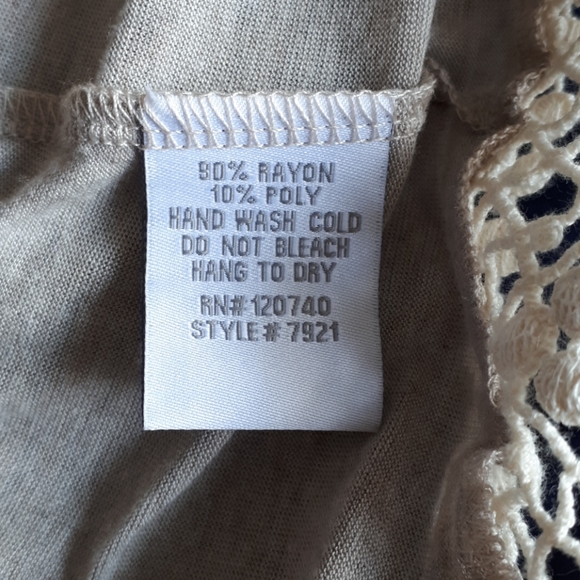 90% RAYON
10% POLY
HAND WASH COLD
DO NOT BLEACH
HANG TO DRY
RN# 120740
STYLE# 7921